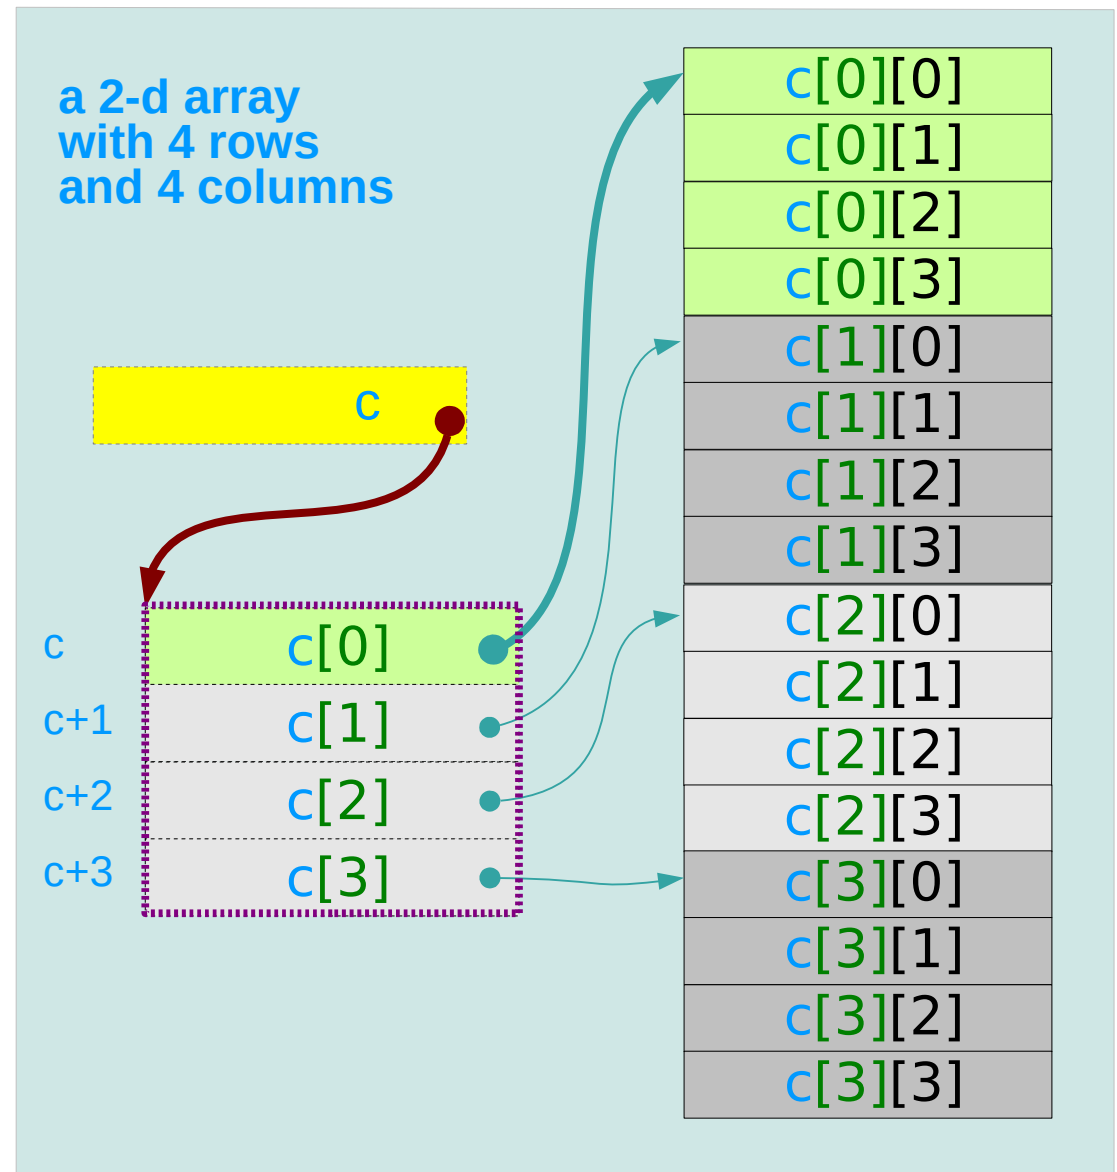 a 2-d array
with 4 rows
and 4 columns
c
c
c[0]
c+1
c[1]
c+2
c[2]
c+3
c[3]
c[0][0]
c[0][1]
c[0][2]
c[0][3]
c[1][0]
c[1][1]
c[1][2]
c[1][3]
c[2][0]
c[2][1]
c[2][2]
c[2][3]
c[3][0]
c[3][1]
c[3][2]
c[3][3]